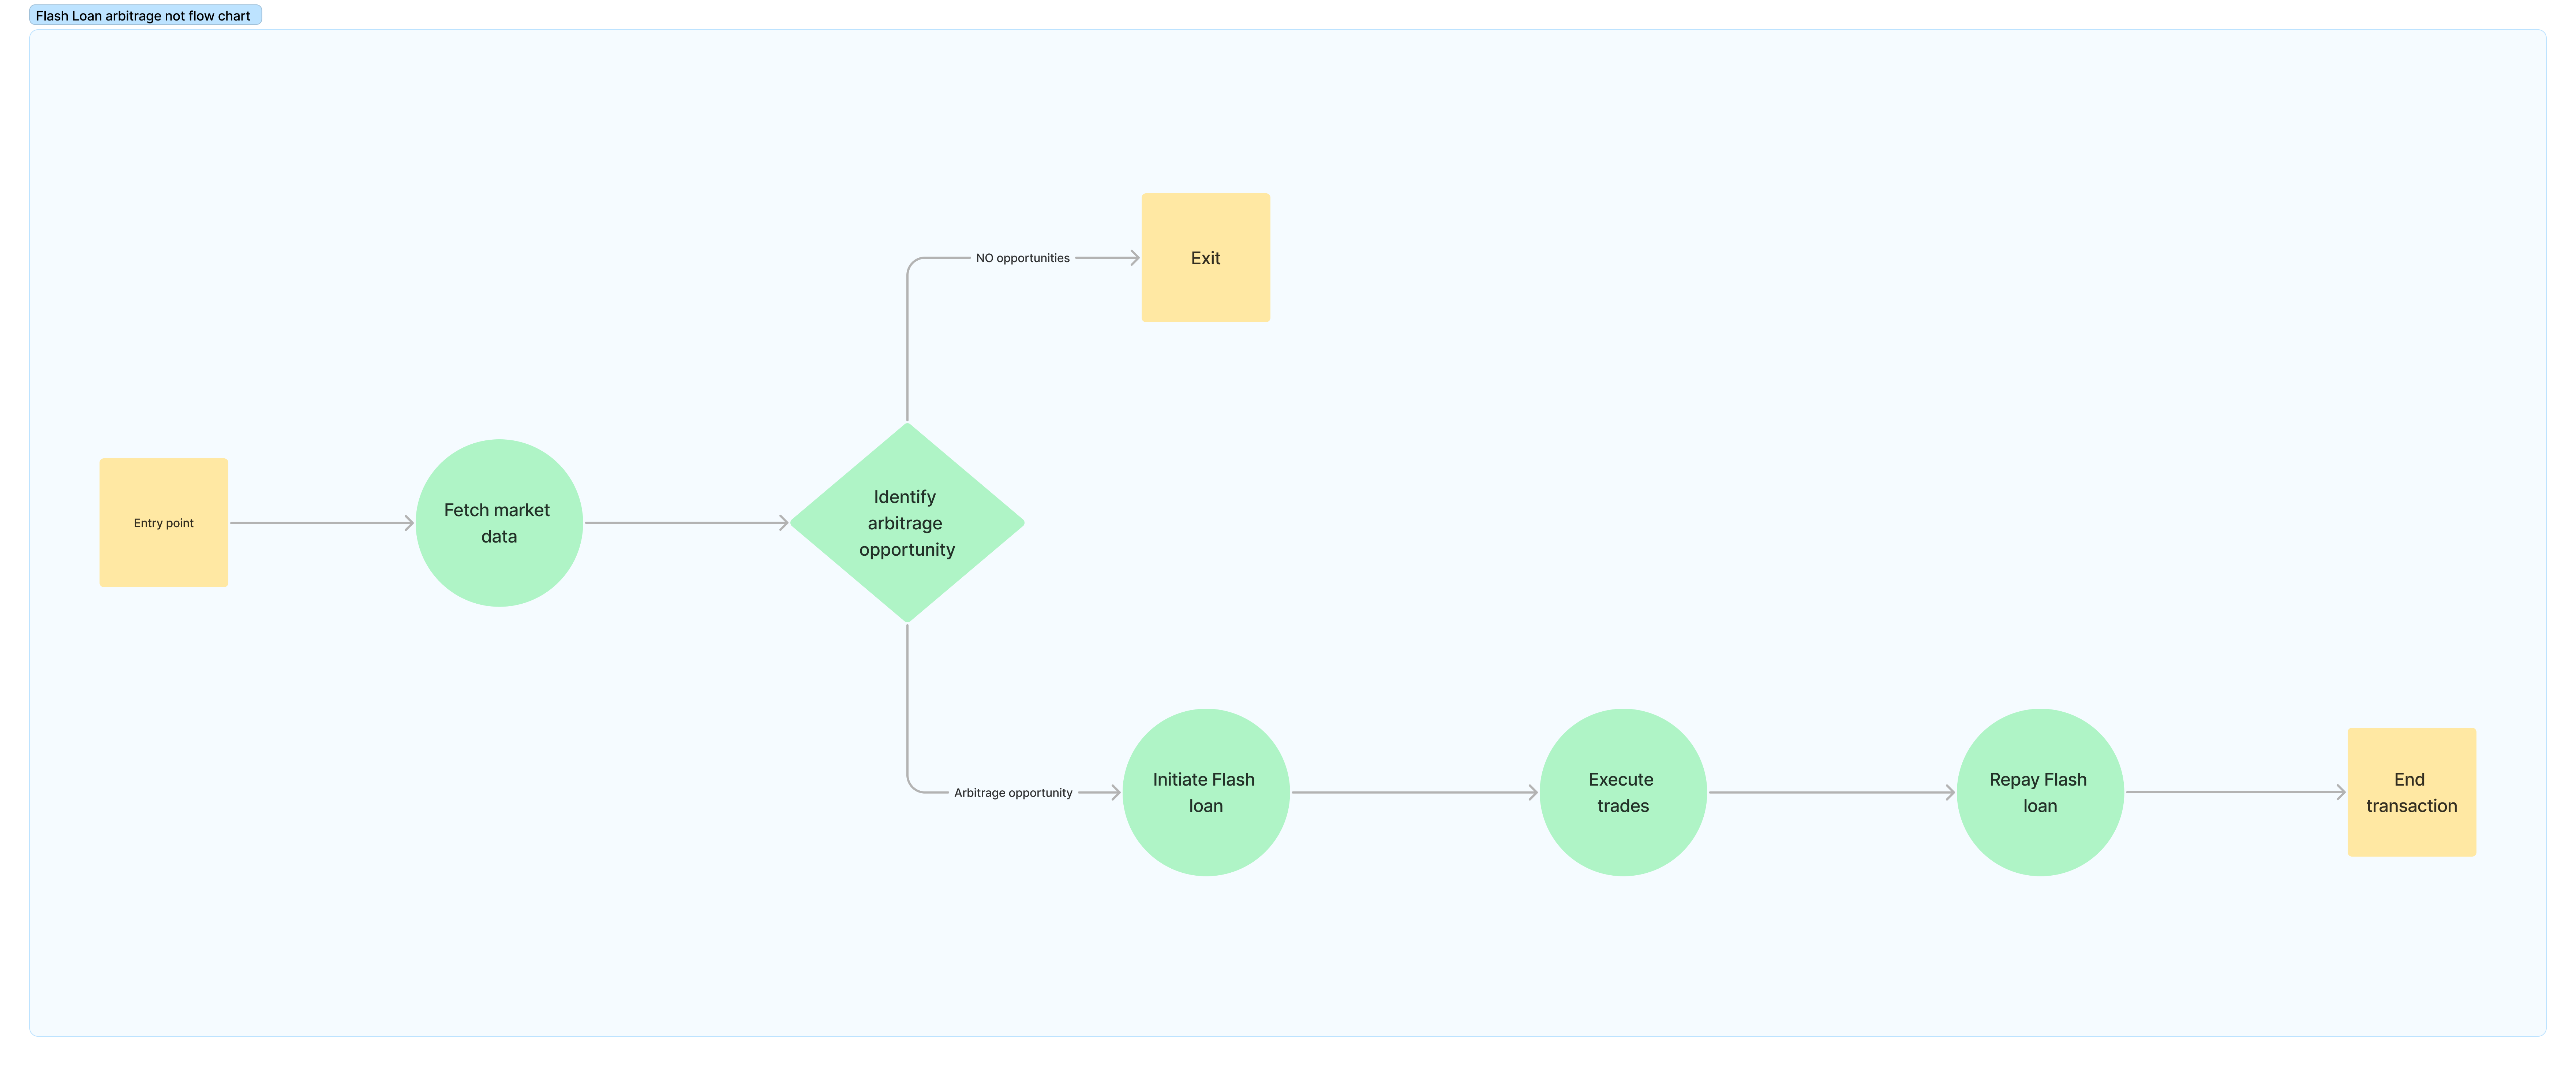 Flash Loan arbitrage not flow chart
NO opportunities
Exit
Entry point
Fetch market
data
Identify
arbitrage
opportunity
Arbitrage opportunity
Initiate Flash
loan
Execute
trades
Repay Flash
loan
End
transaction